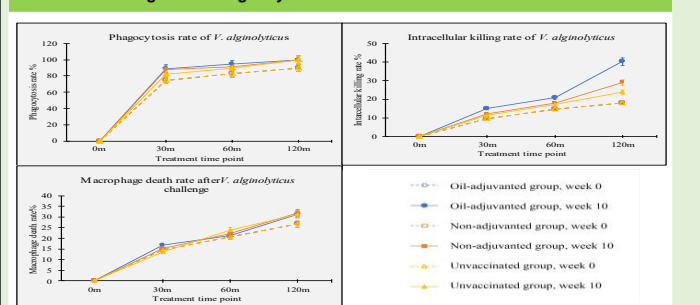 Phagocytosis rate of V. alginolyticus
Phagocytosis rate %
120
100
80
60
40
20
0
0m 30m 60m 120m
Treatment time point
Intracellular killing rate of V. alginolyticus
Intracellular killing rate %
50
40
30
20
10
0
0m 30m 60m 120m
Treatment time point
Macrophage death rate afterV. alginolyticus
challenge
Macrophage death rate%
40
35
30
25
20
15
10
5
0
0m 30m 60m 120m
Treatment time point
Oil-adjuvanted group, week 0
Oil-adjuvanted group, week 10
Non-adjuvanted group, week 0
Non-adjuvanted group, week 10
Unvaccinated group, week 0
Unvaccinated group, week 10